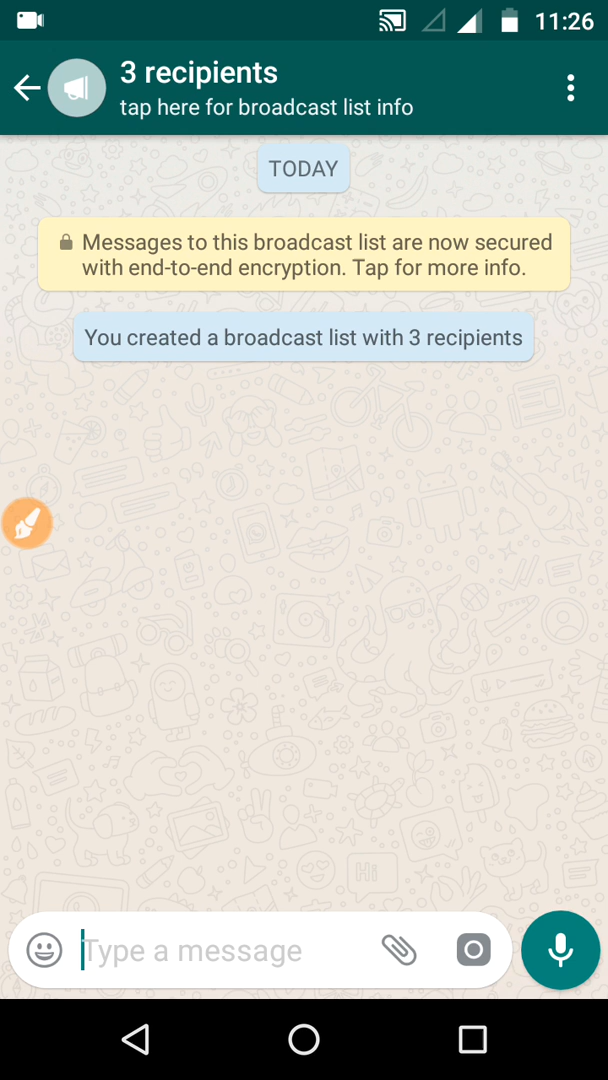 11:26
3 recipients
tap here for broadcast list info
TODAY
Messages to this broadcast list are now secured
with end-to-end encryption. Tap for more info.
You created a broadcast list with 3 recipients
Hi
Type a message